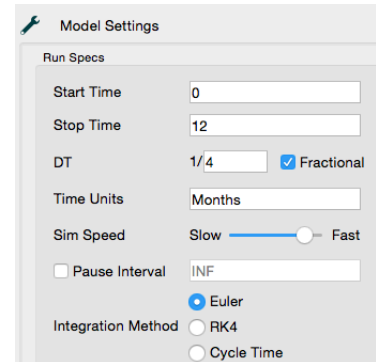 Model Settings
Run Specs
Start Time 0
Stop Time 12
DT 1/ 4 Fractional
Time Units Months
Sim Speed Slow Fast
Pause Interval INF
Euler
Integration Method RK4
Cycle Time